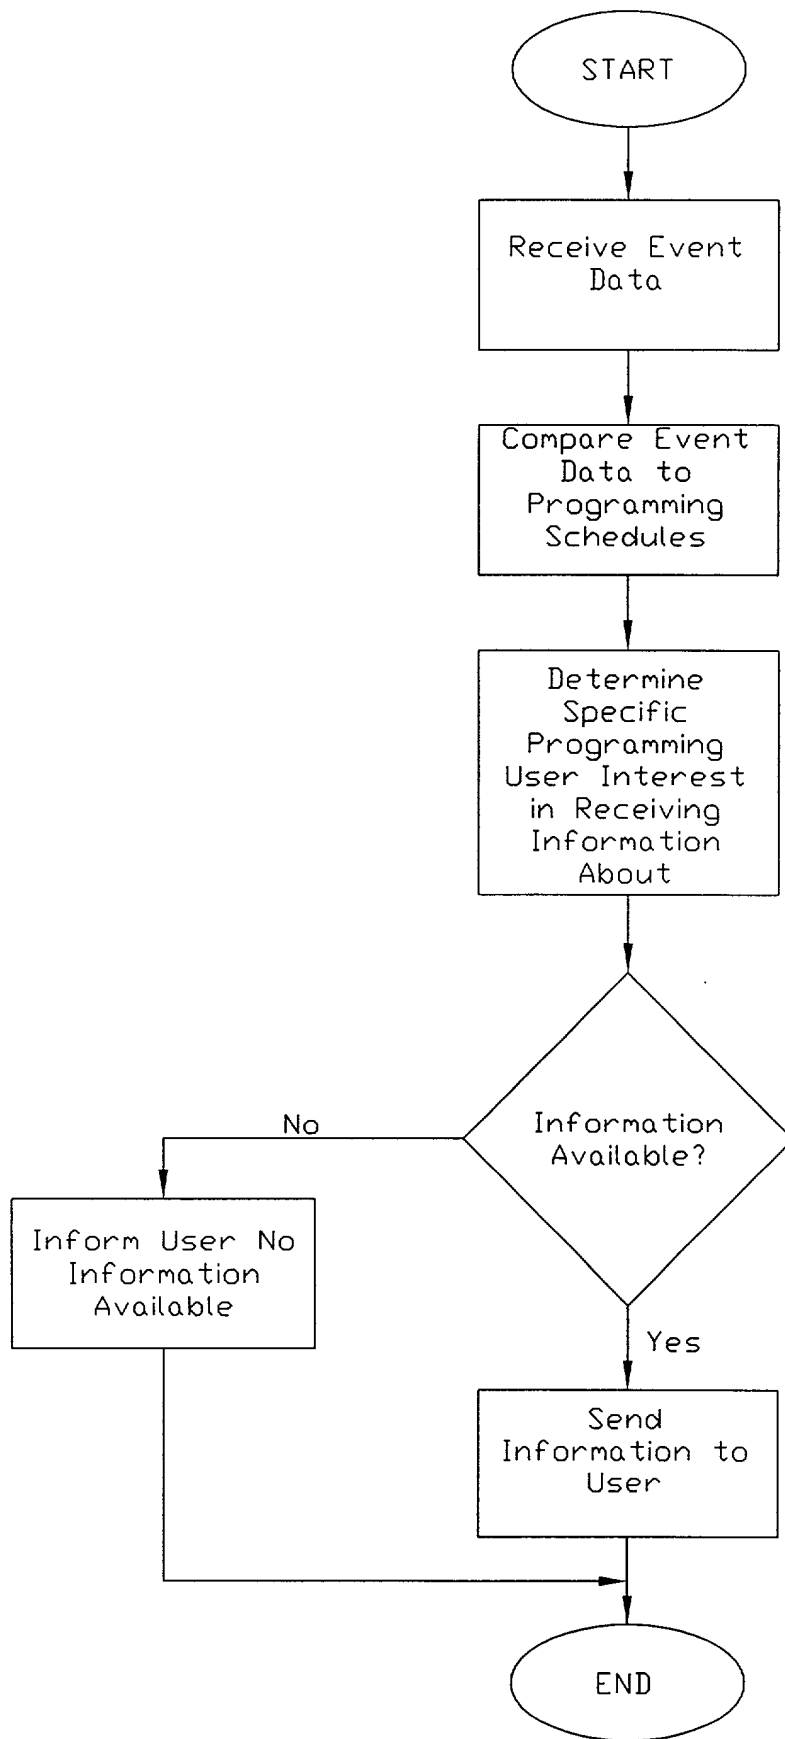 START
Receive Event
Data
Compare Event
Data to
Programming
Schedules
Determine
Specific
Programming
User Interest
in Receiving
Information
About
Information
Available?
No
Inform User No
Information
Available
Yes
Send
Information to
User
END